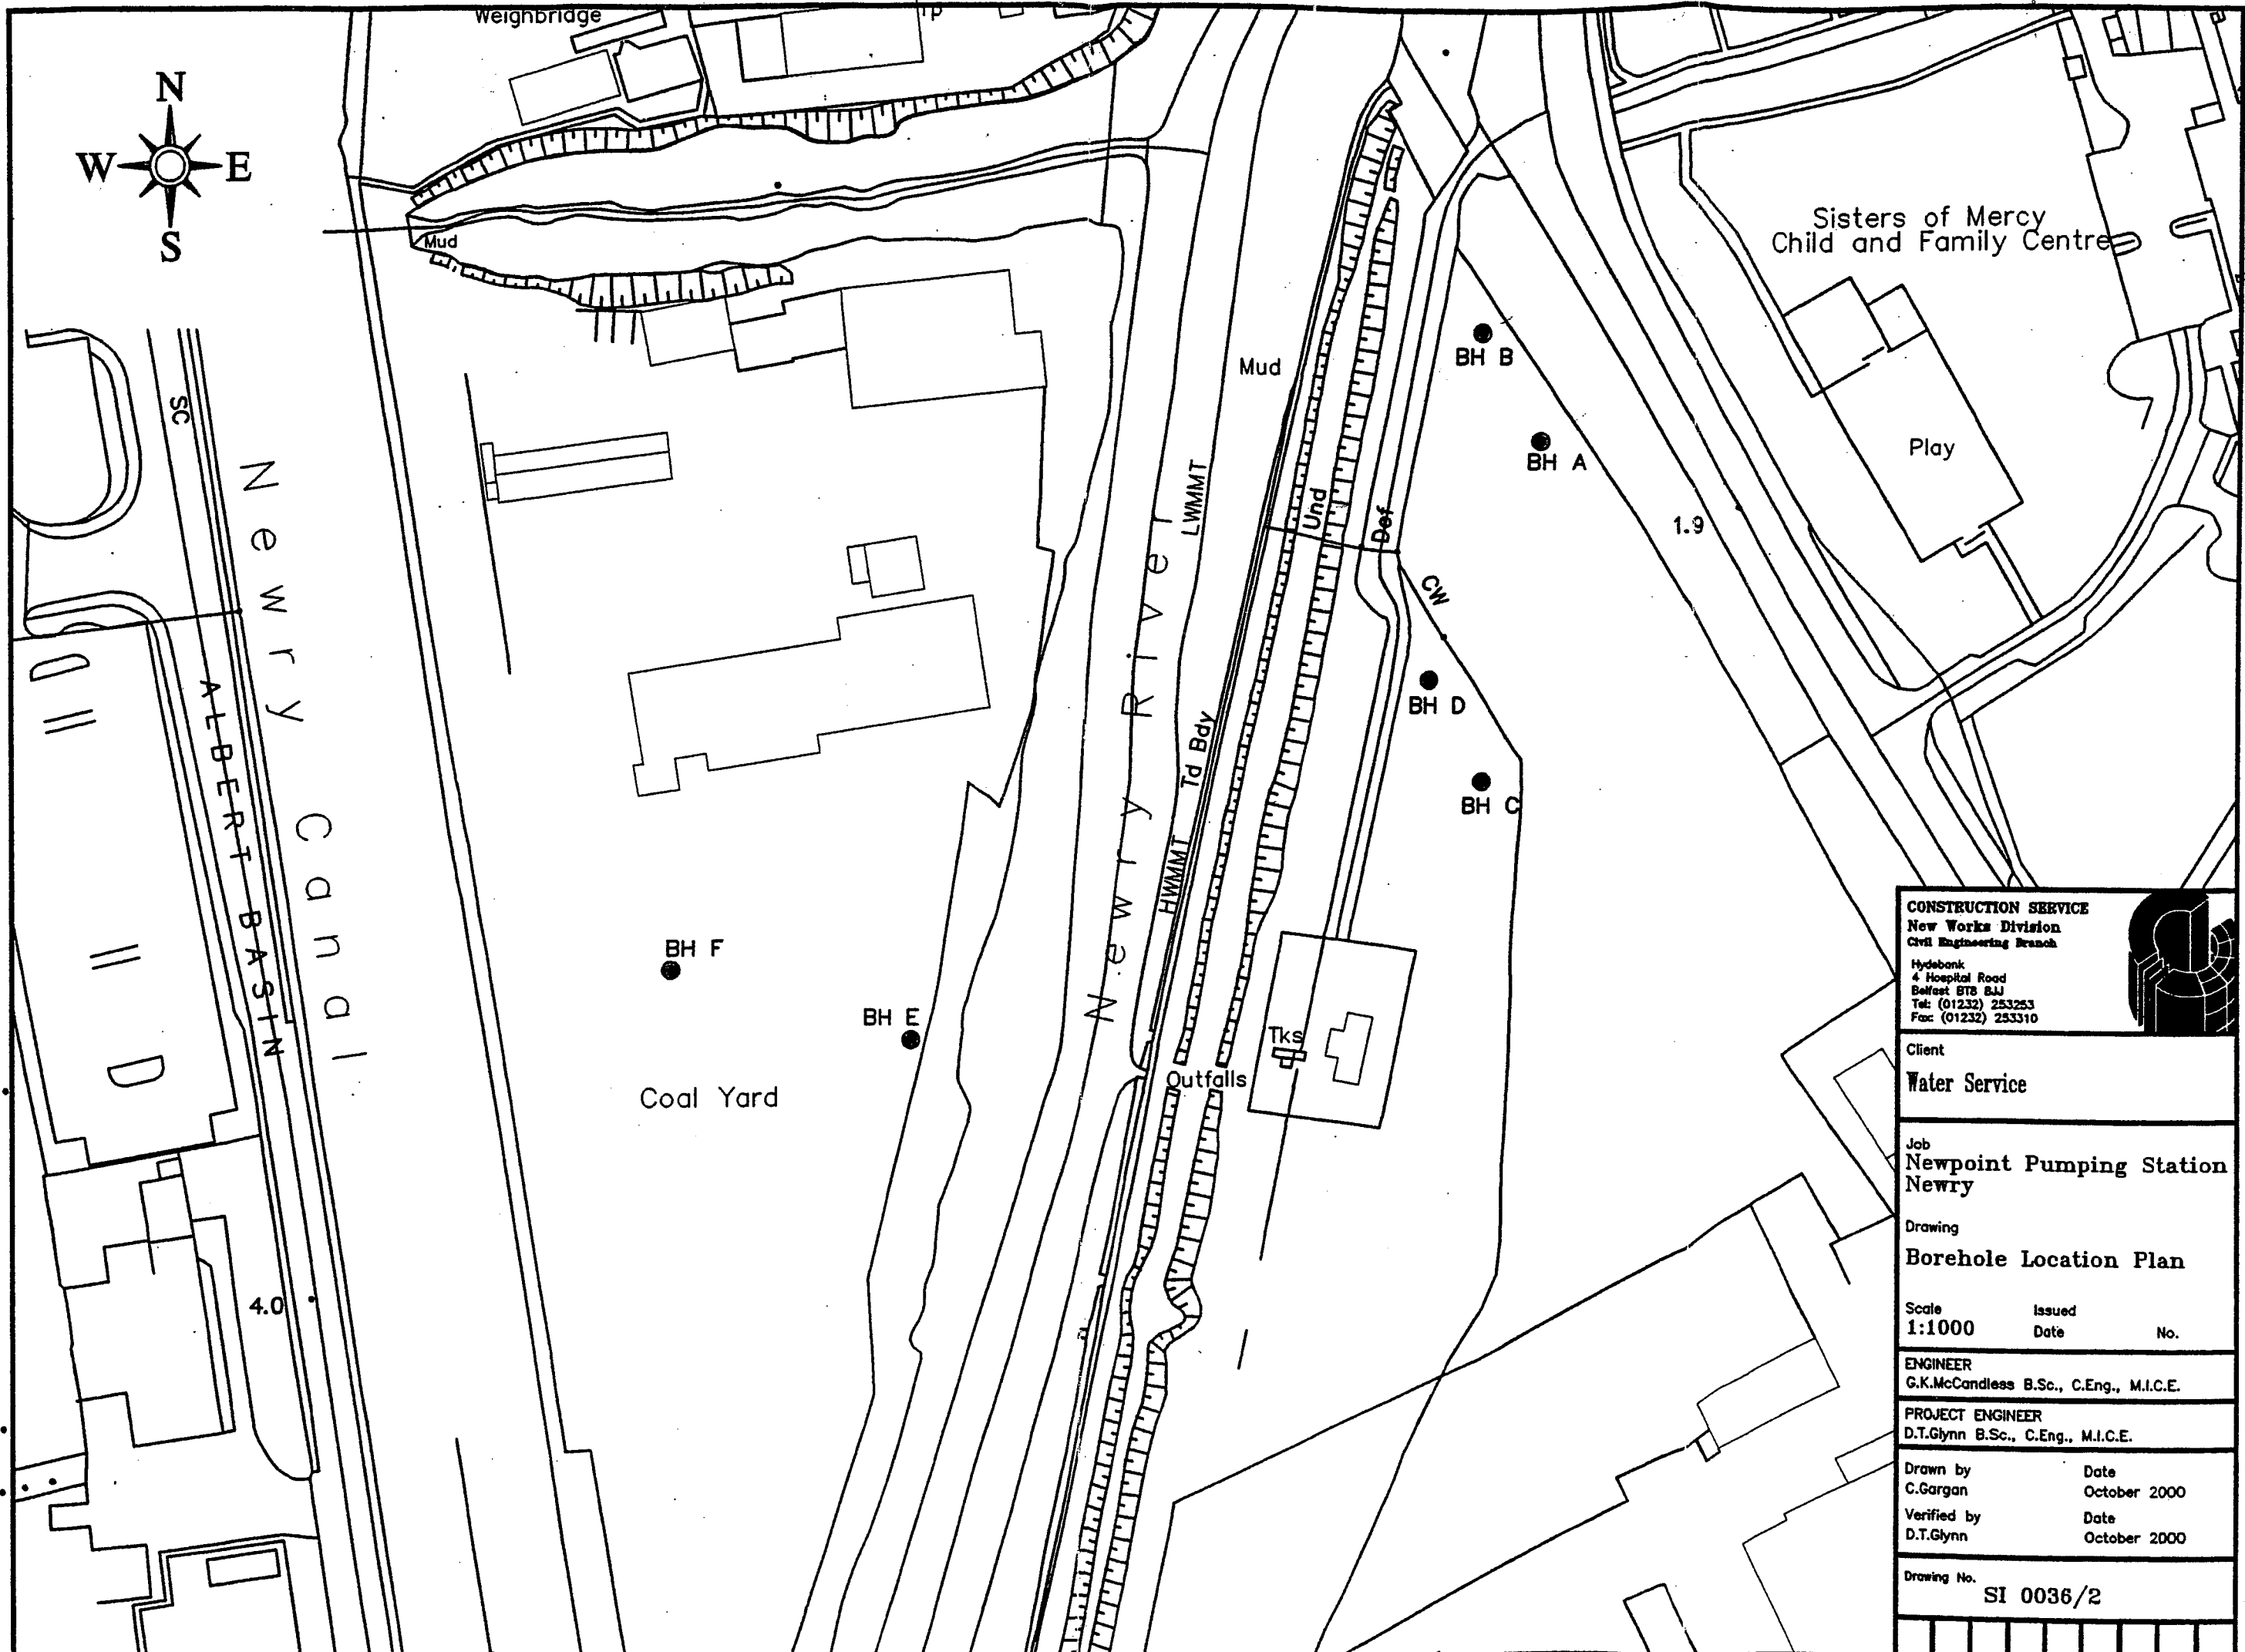 Weighbridge
N
W E
S
Mud
Sisters of Mercy
Child and Family Centre
Mud
BH B
BH A
Play
SC
Newry Canal
LWMMT
Und
Def
1.9
CW
Newry River
ALBERT BASIN
BH D
Td Bdy
BH C
HWMMT
BH F
BH E
Tks
Outfalls
Coal Yard
4.0
CONSTRUCTION SERVICE
New Works Division
Civil Engineering Branch
Hydebank
4 Hospital Road
Belfast BT8 8JJ
Tel: (01232) 253253
Fax: (01232) 253310
Client
Water Service
Job
Newpoint Pumping Station
Newry
Drawing
Borehole Location Plan
Scale Issued
1:1000 Date No.
ENGINEER
G.K.McCandless B.Sc., C.Eng., M.I.C.E.
PROJECT ENGINEER
D.T.Glynn B.Sc., C.Eng., M.I.C.E.
Drawn by Date
C.Gargan October 2000
Verified by Date
D.T.Glynn October 2000
Drawing No.
SI 0036/2